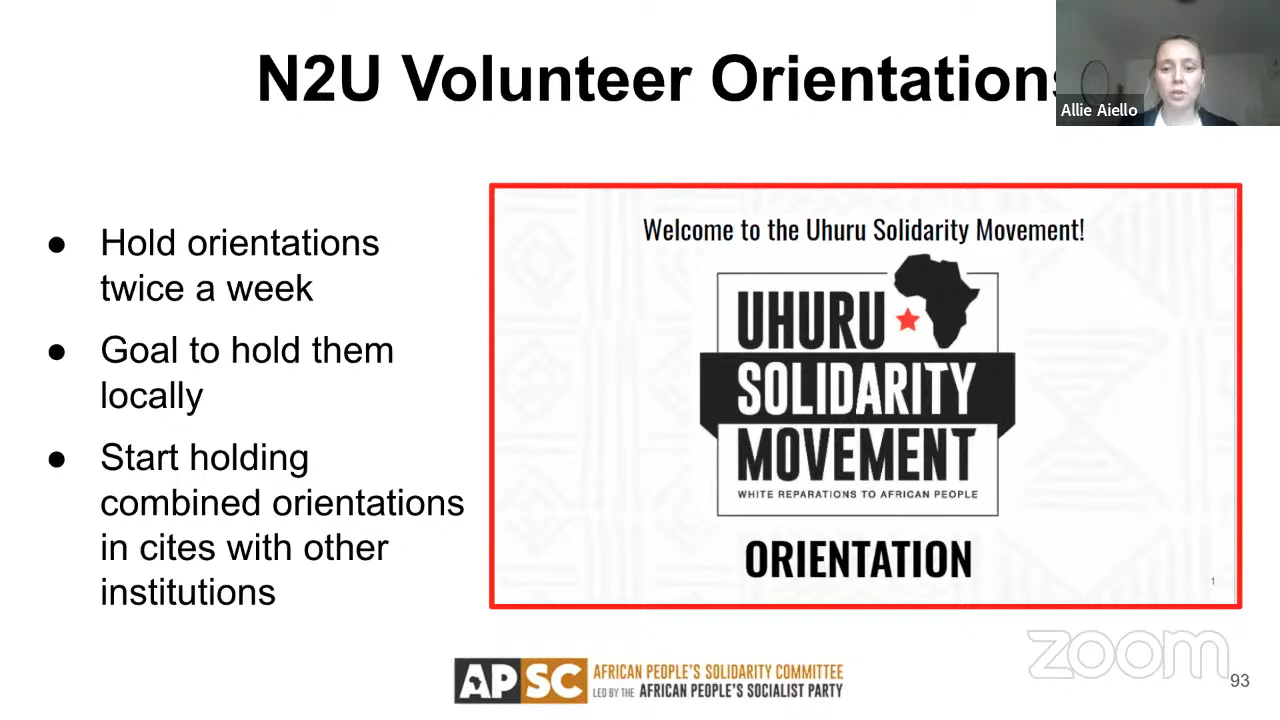 N2U Volunteer Orientations
Allie Aiello
● Hold orientations
twice a week
● Goal to hold them
locally
● Start holding
combined orientations
in cites with other
institutions
Welcome to the Uhuru Solidarity Movement!
UHURU
SOLIDARITY
MOVEMENT
WHITE REPARATIONS TO AFRICAN PEOPLE
ORIENTATION
1
zoom
APSC AFRICAN PEOPLE'S SOLIDARITY COMMITTEE
LED BY THE AFRICAN PEOPLE'S SOCIALIST PARTY
93